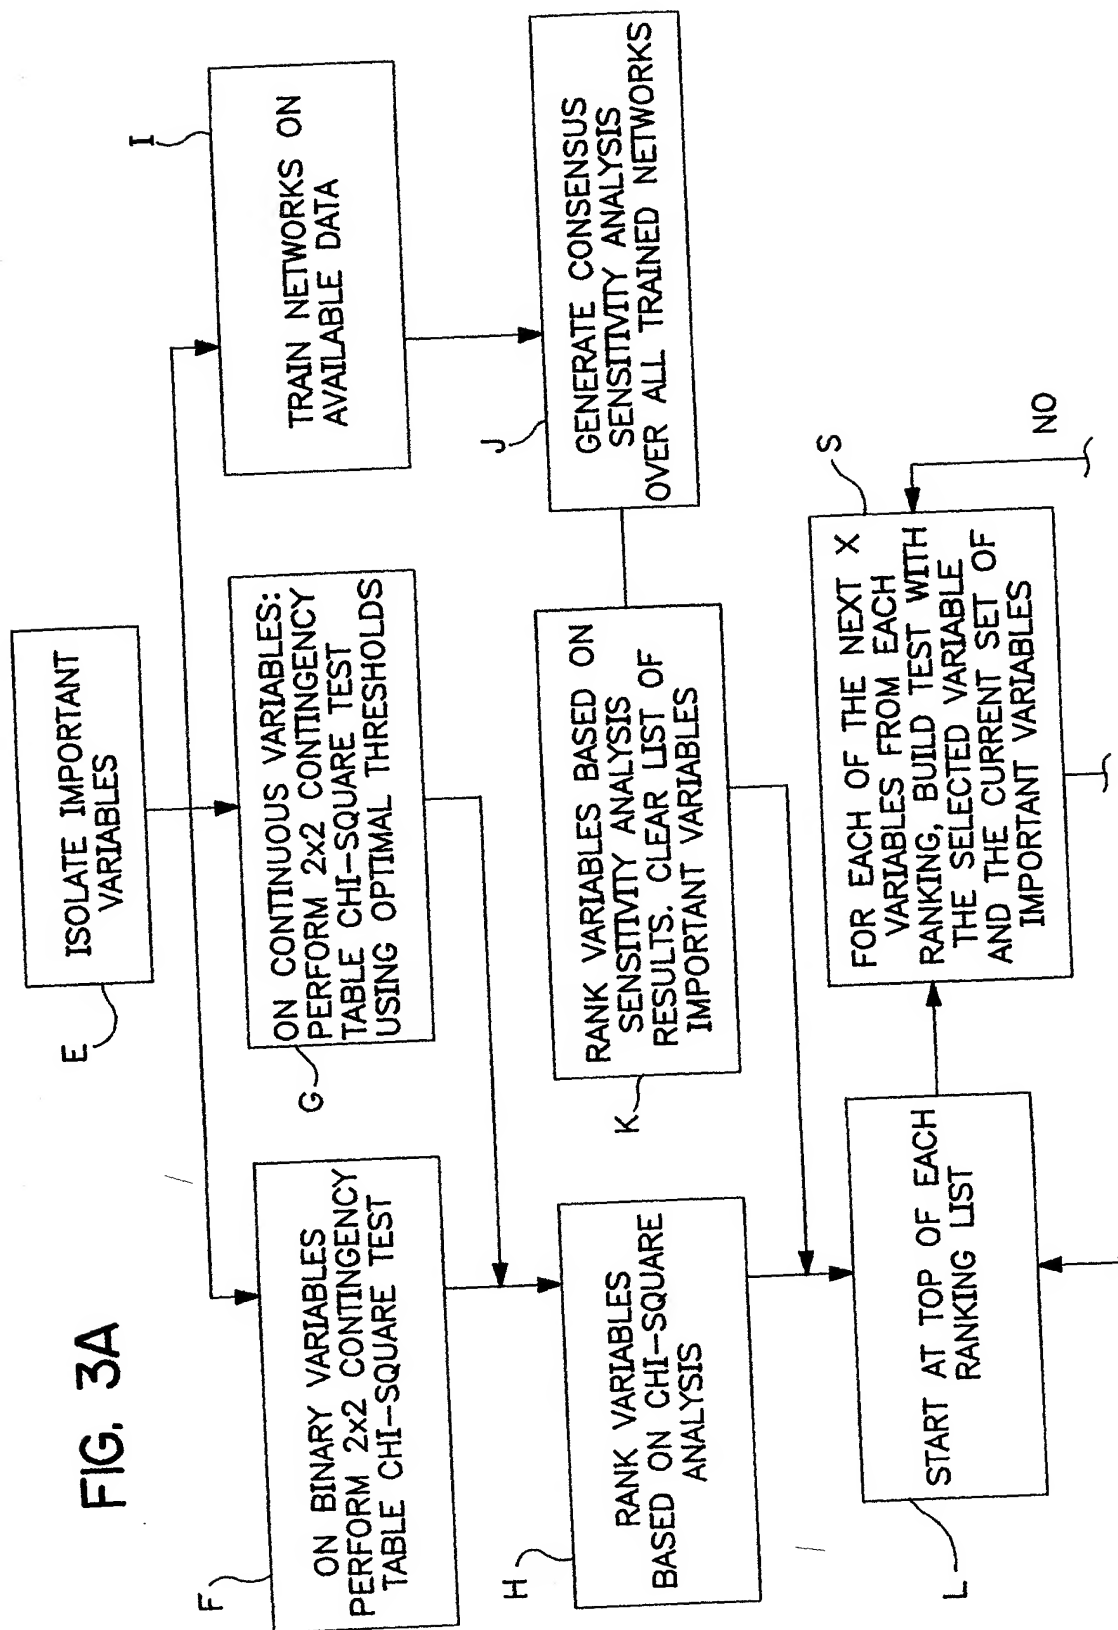 FIG. 3A
E
ISOLATE IMPORTANT
VARIABLES
F
ON BINARY VARIABLES
PERFORM 2x2 CONTINGENCY
TABLE CHI-SQUARE TEST
G
ON CONTINUOUS VARIABLES:
PERFORM 2x2 CONTINGENCY
TABLE CHI-SQUARE TEST
USING OPTIMAL THRESHOLDS
I
TRAIN NETWORKS ON
AVAILABLE DATA
H
RANK VARIABLES
BASED ON CHI-SQUARE
ANALYSIS
K
RANK VARIABLES BASED ON
SENSITIVITY ANALYSIS
RESULTS. CLEAR LIST OF
IMPORTANT VARIABLES
J
GENERATE CONSENSUS
SENSITIVITY ANALYSIS
OVER ALL TRAINED NETWORKS
L
START AT TOP OF EACH
RANKING LIST
S
FOR EACH OF THE NEXT X
VARIABLES FROM EACH
RANKING, BUILD TEST WITH
THE SELECTED VARIABLE
AND THE CURRENT SET OF
IMPORTANT VARIABLES
NO